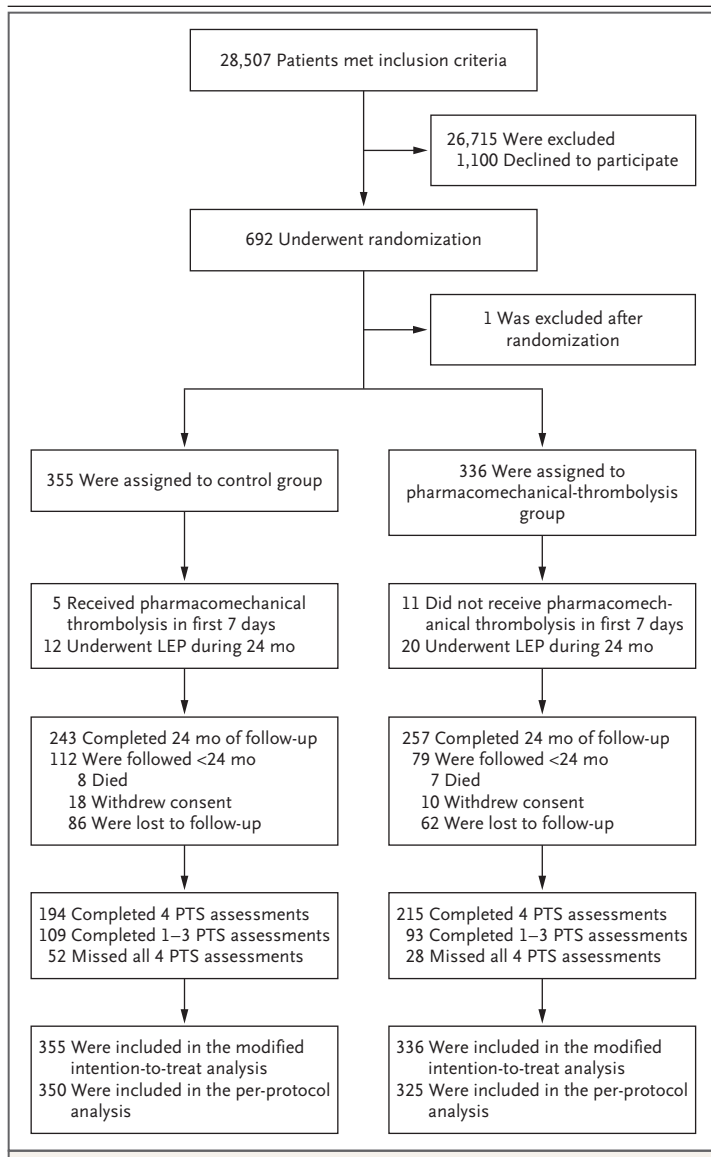 28,507 Patients met inclusion criteria
26,715 Were excluded
1,100 Declined to participate
692 Underwent randomization
1 Was excluded after
randomization
355 Were assigned to control group
336 Were assigned to
pharmacomechanical-thrombolysis
group
5 Received pharmacomechanical
thrombolysis in first 7 days
12 Underwent LEP during 24 mo
11 Did not receive pharmacomech-
anical thrombolysis in first 7 days
20 Underwent LEP during 24 mo
243 Completed 24 mo of follow-up
112 Were followed <24 mo
8 Died
18 Withdrew consent
86 Were lost to follow-up
257 Completed 24 mo of follow-up
79 Were followed <24 mo
7 Died
10 Withdrew consent
62 Were lost to follow-up
194 Completed 4 PTS assessments
109 Completed 1–3 PTS assessments
52 Missed all 4 PTS assessments
215 Completed 4 PTS assessments
93 Completed 1–3 PTS assessments
28 Missed all 4 PTS assessments
355 Were included in the modified
intention-to-treat analysis
350 Were included in the per-protocol
analysis
336 Were included in the modified
intention-to-treat analysis
325 Were included in the per-protocol
analysis